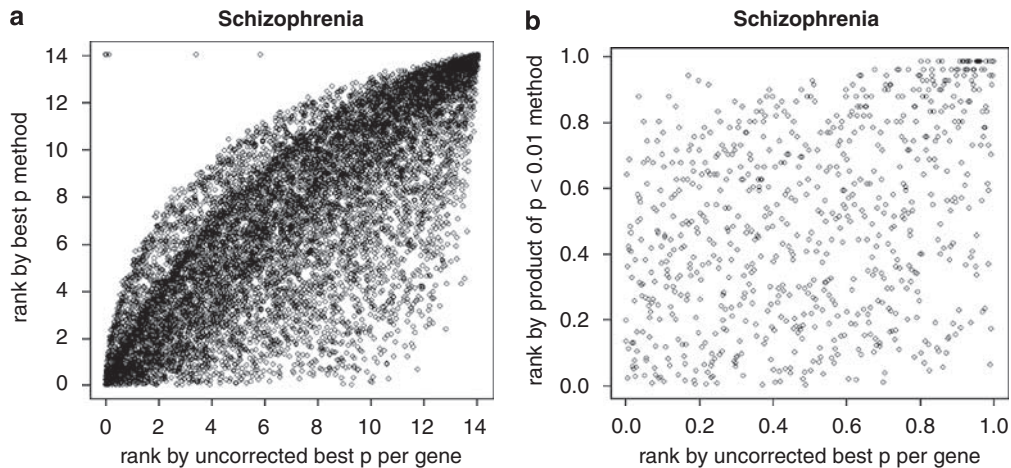 a
Schizophrenia
rank by best p method
14
12
10
8
6
4
2
0
0 2 4 6 8 10 12 14
rank by uncorrected best p per gene
b
Schizophrenia
rank by product of p < 0.01 method
1.0
0.8
0.6
0.4
0.2
0.0
0.0 0.2 0.4 0.6 0.8 1.0
rank by uncorrected best p per gene